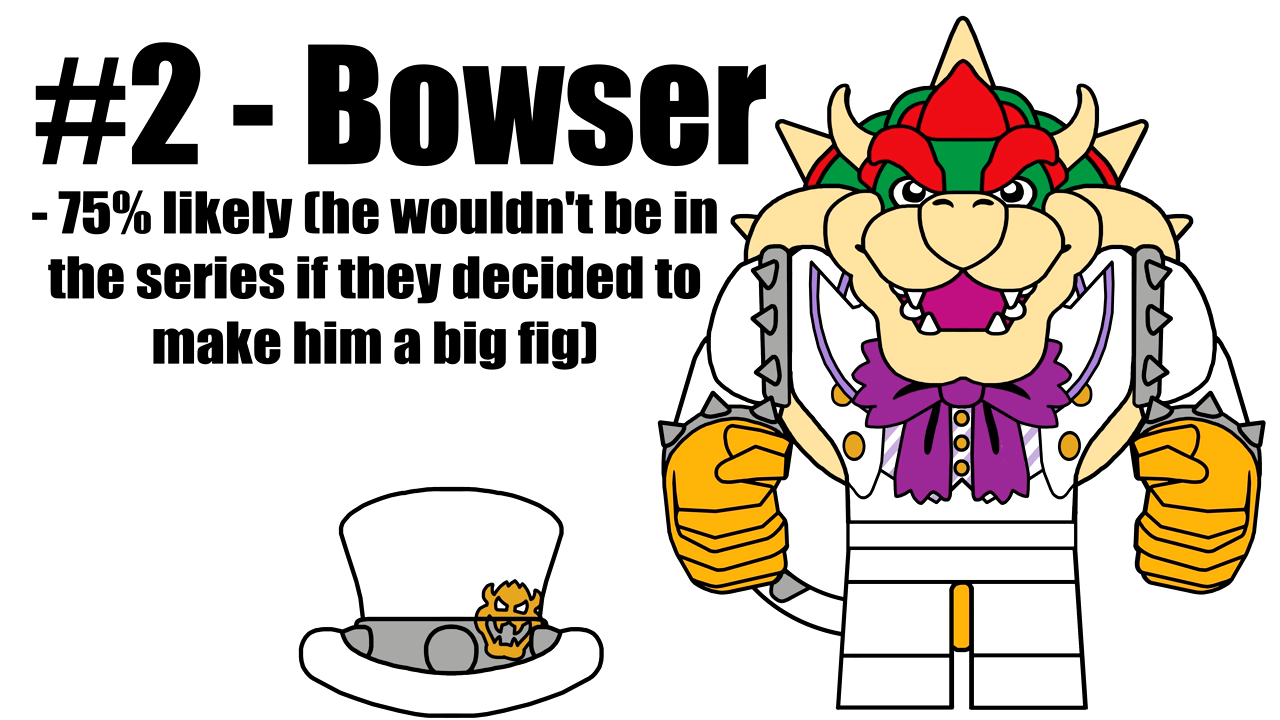 #2 - Bowser
- 75% likely (he wouldn't be in
the series if they decided to
make him a big fig)